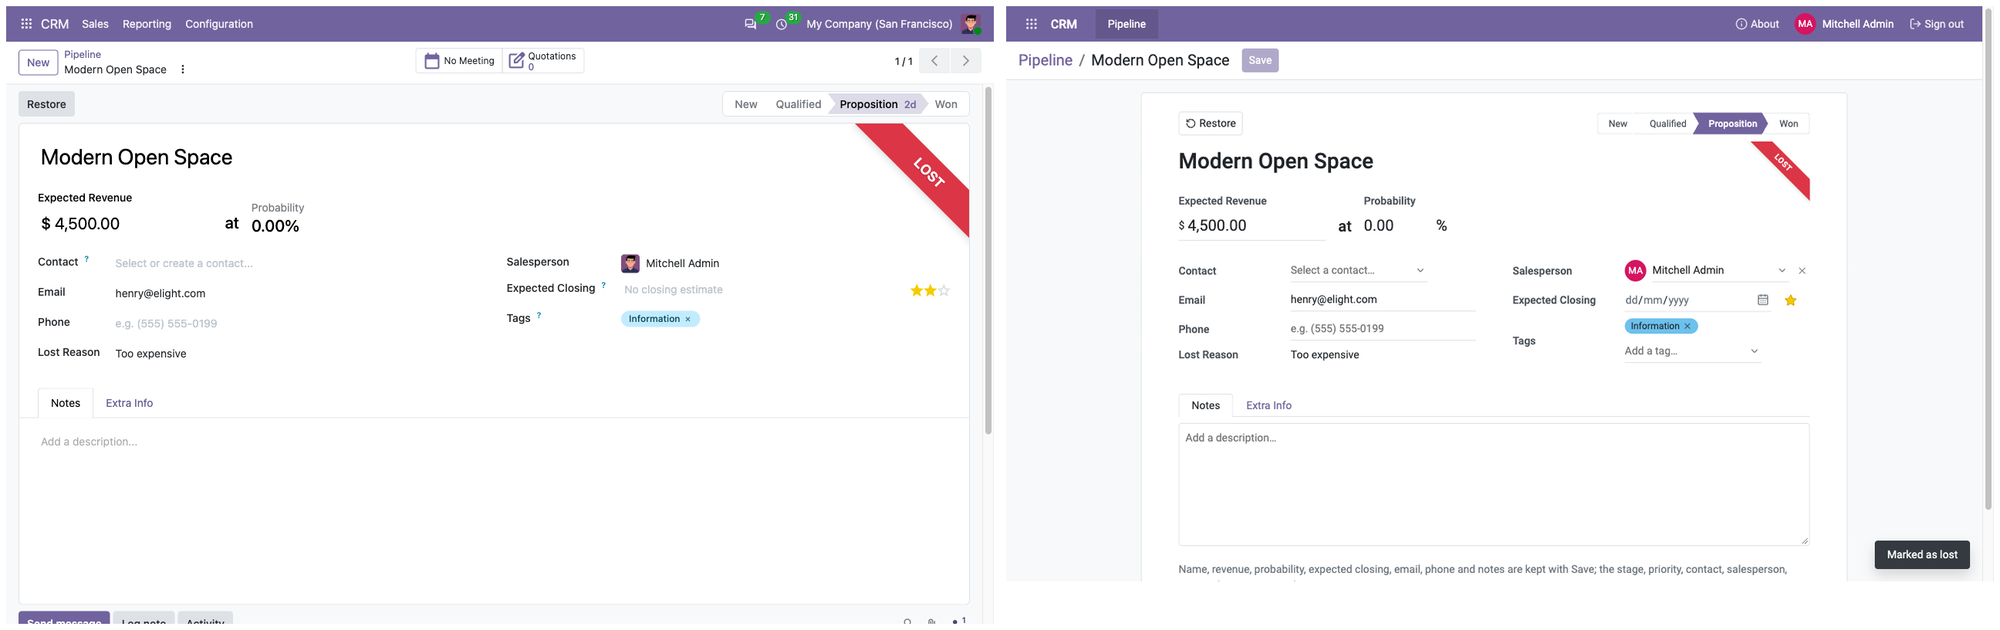 CRM Sales Reporting Configuration 7 31 My Company (San Francisco)
New Pipeline
Modern Open Space
No Meeting
Quotations
0
1 / 1
Restore
New Qualified Proposition 2d Won
LOST
Modern Open Space
Expected Revenue
Probability
$ 4,500.00 at 0.00%
Contact ? Select or create a contact...
Email henry@elight.com
Phone e.g. (555) 555-0199
Lost Reason Too expensive
Salesperson Mitchell Admin
Expected Closing ? No closing estimate
Tags ? Information ×
Notes Extra Info
Add a description...
Send message Log note Activity 1
CRM Pipeline About MA Mitchell Admin Sign out
Pipeline / Modern Open Space Save
Restore
New Qualified Proposition Won
LOST
Modern Open Space
Expected Revenue Probability
$ 4,500.00 at 0.00 %
Contact Select a contact...
Email henry@elight.com
Phone e.g. (555) 555-0199
Lost Reason Too expensive
Salesperson MA Mitchell Admin ×
Expected Closing dd/mm/yyyy
Information ×
Tags
Add a tag...
Notes Extra Info
Add a description...
Marked as lost
Name, revenue, probability, expected closing, email, phone and notes are kept with Save; the stage, priority, contact, salesperson,